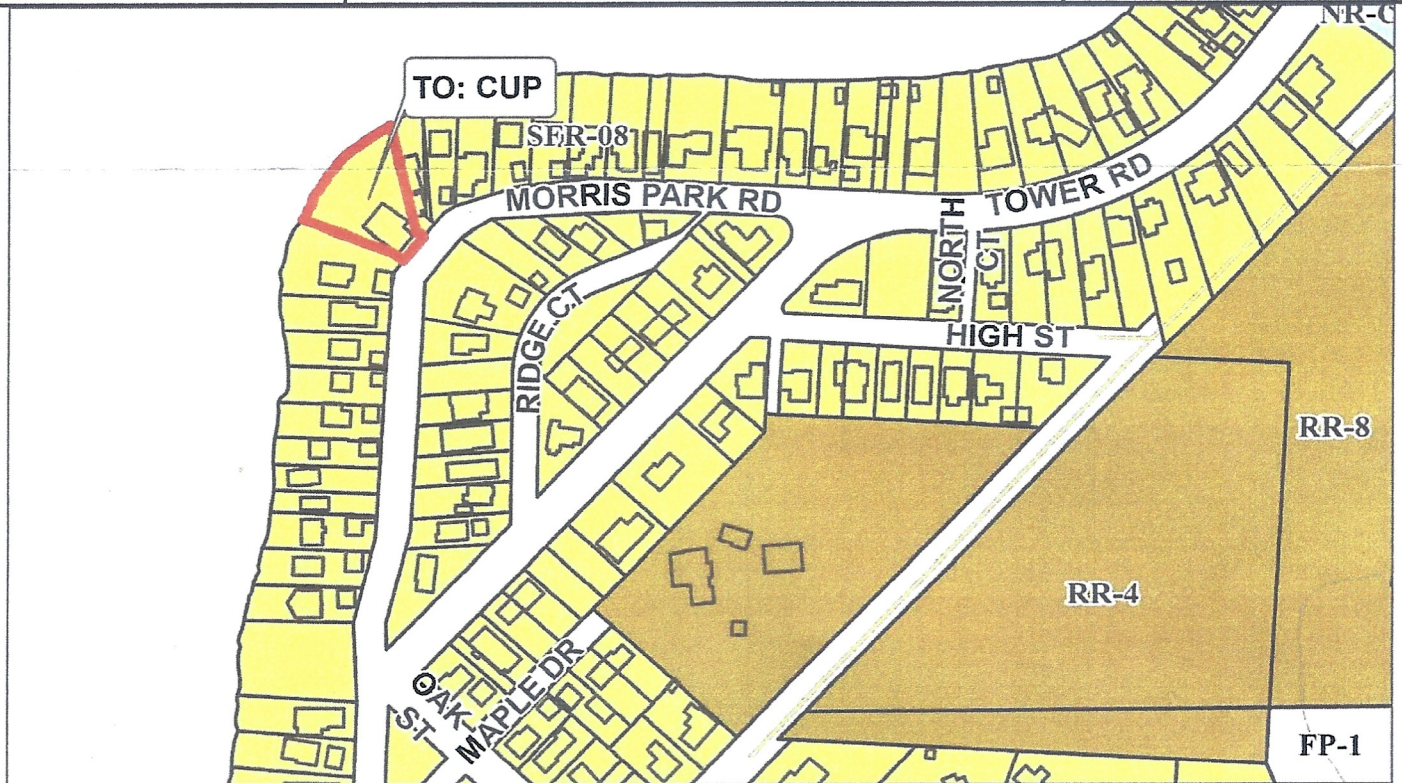 NR-C
TO: CUP
SFR-08
MORRIS PARK RD
TOWER RD
NORTH
CT
HIGH ST
RIDGE CT
RR-8
RR-4
OAK
ST
MAPLE DR
FP-1